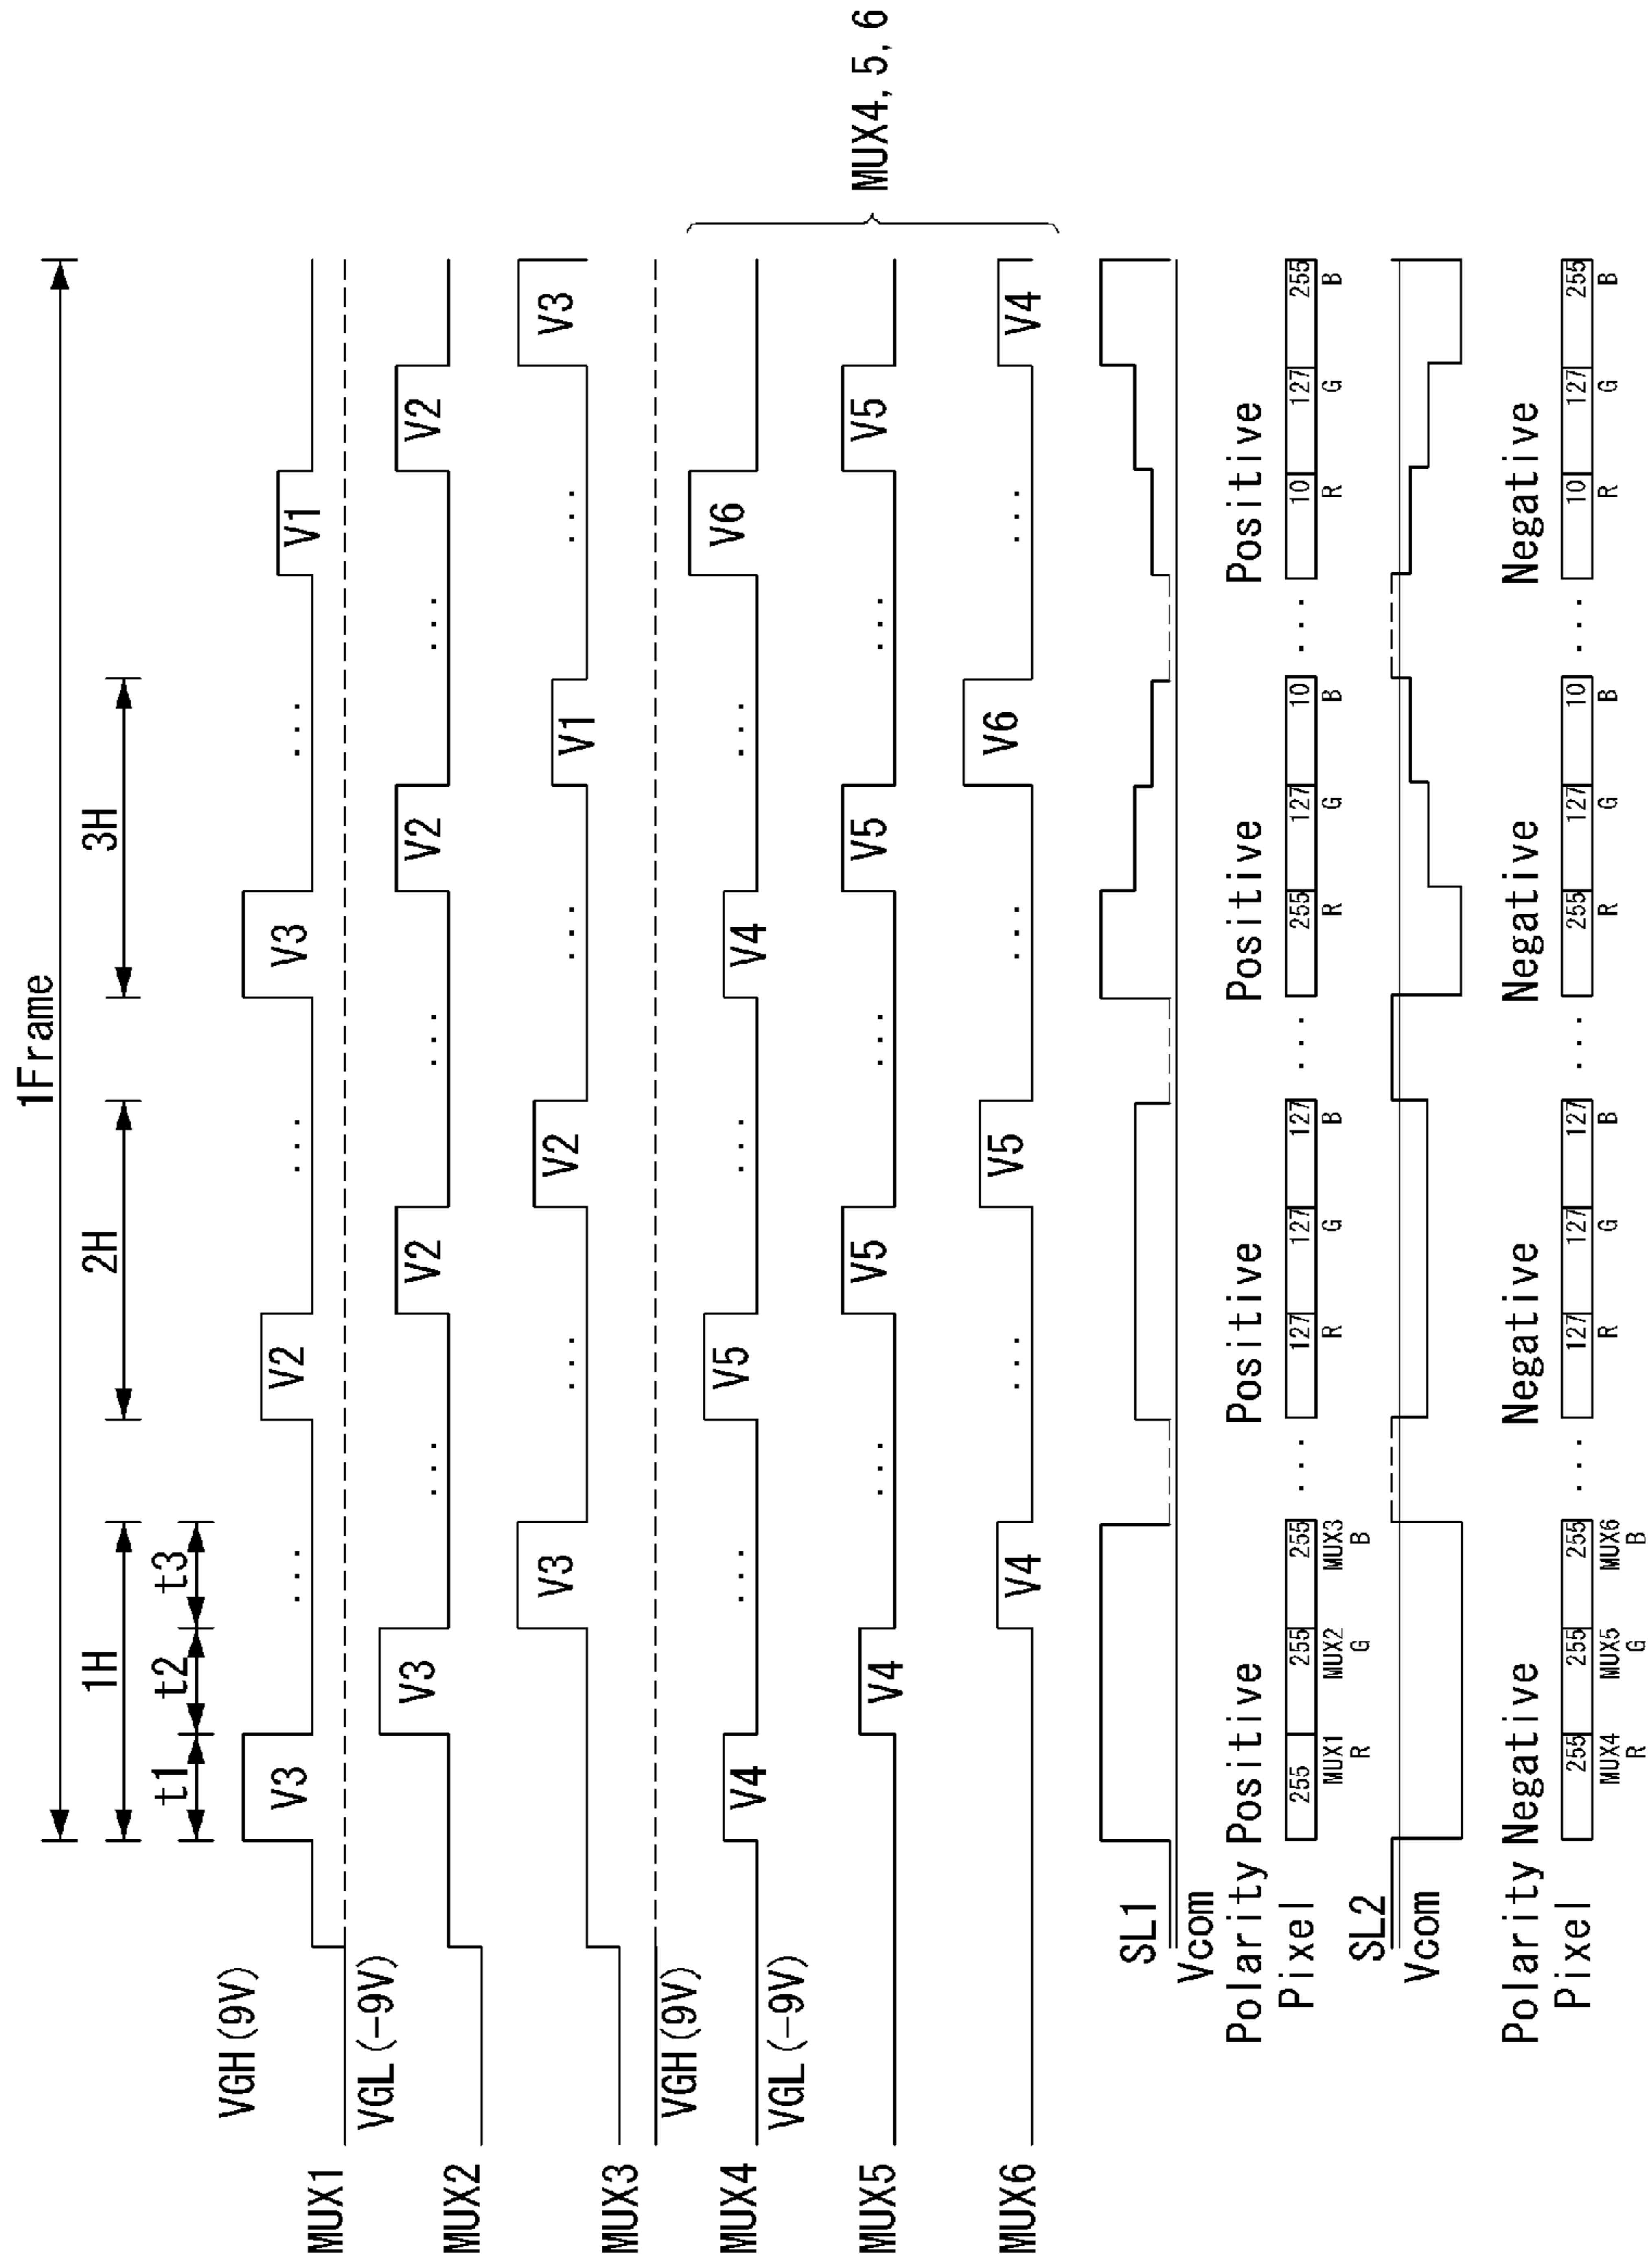 1Frame
1H 2H 3H
t1 t2 t3
VGH(9V)
MUX1 V3 ... V2 ... V3 ... V1
VGL(-9V)
MUX2 V3 ... V2 ... V2 ... V2
MUX3 V3 ... V2 ... V1 ... V3
VGH(9V)
MUX4 V4 ... V5 ... V4 ... V6
VGL(-9V)
MUX5 V4 ... V5 ... V5 ... V5
MUX6 V4 ... V5 ... V6 ... V4
MUX4,5,6
SL1
Vcom
Polarity Positive Positive Positive Positive
Pixel 255 255 255 ... 127 127 127 ... 255 127 10 ... 10 127 255
MUX1 MUX2 MUX3
R G B R G B R G B R G B
SL2
Vcom
Polarity Negative Negative Negative Negative
Pixel 255 255 255 ... 127 127 127 ... 255 127 10 ... 10 127 255
MUX4 MUX5 MUX6
R G B R G B R G B R G B